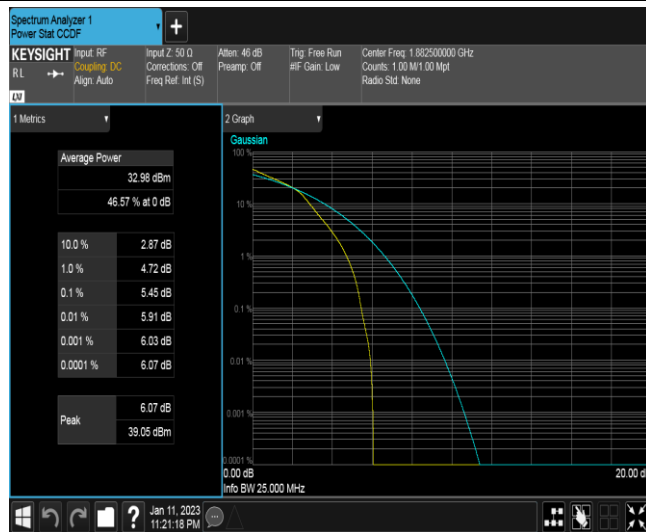 Spectrum Analyzer 1
Power Stat CCDF
KEYSIGHT
RL
LXI
Input: RF
Coupling: DC
Align: Auto
Input Z: 50 Ω
Corrections: Off
Freq Ref: Int (S)
Atten: 46 dB
Preamp: Off
Trig: Free Run
#IF Gain: Low
Center Freq: 1.882500000 GHz
Counts: 1.00 M/1.00 Mpt
Radio Std: None
1 Metrics
Average Power
32.98 dBm
46.57 % at 0 dB
10.0 % 2.87 dB
1.0 % 4.72 dB
0.1 % 5.45 dB
0.01 % 5.91 dB
0.001 % 6.03 dB
0.0001 % 6.07 dB
Peak
6.07 dB
39.05 dBm
2 Graph
Gaussian
100 %
10 %
1 %
0.1 %
0.01 %
0.001 %
0.0001 %
0.00 dB
20.00 d
Info BW 25.000 MHz
?
Jan 11, 2023
11:21:18 PM